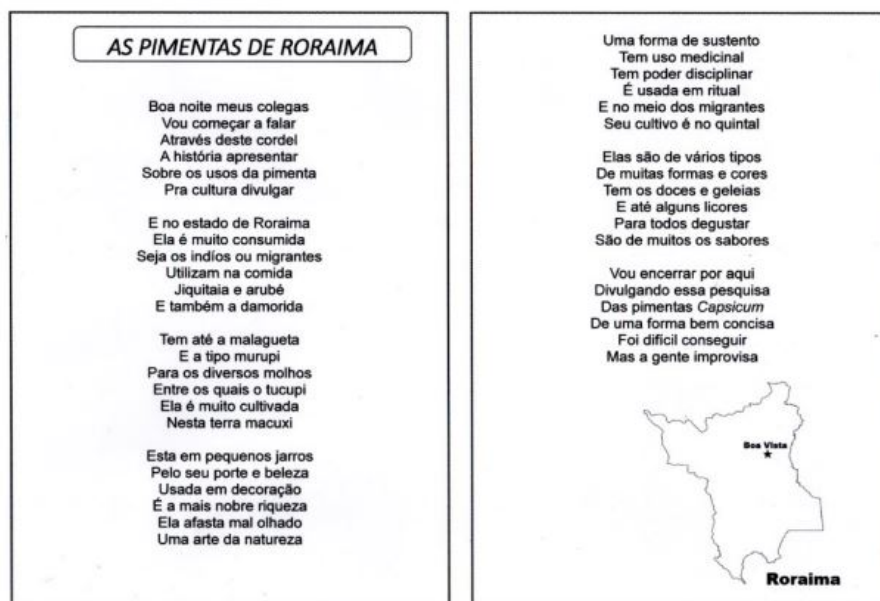 AS PIMENTAS DE RORAIMA
Boa noite meus colegas
Vou começar a falar
Através deste cordel
A história apresentar
Sobre os usos da pimenta
Pra cultura divulgar
E no estado de Roraima
Ela é muito consumida
Seja os indíos ou migrantes
Utilizam na comida
Jiquitaia e arubé
E também a damorida
Tem até a malagueta
E a tipo murupi
Para os diversos molhos
Entre os quais o tucupi
Ela é muito cultivada
Nesta terra macuxi
Esta em pequenos jarros
Pelo seu porte e beleza
Usada em decoração
É a mais nobre riqueza
Ela afasta mal olhado
Uma arte da natureza
Uma forma de sustento
Tem uso medicinal
Tem poder disciplinar
É usada em ritual
E no meio dos migrantes
Seu cultivo é no quintal
Elas são de vários tipos
De muitas formas e cores
Tem os doces e geleias
E até alguns licores
Para todos degustar
São de muitos os sabores
Vou encerrar por aqui
Divulgando essa pesquisa
Das pimentas Capsicum
De uma forma bem concisa
Foi difícil conseguir
Mas a gente improvisa
Boa Vista
Roraima